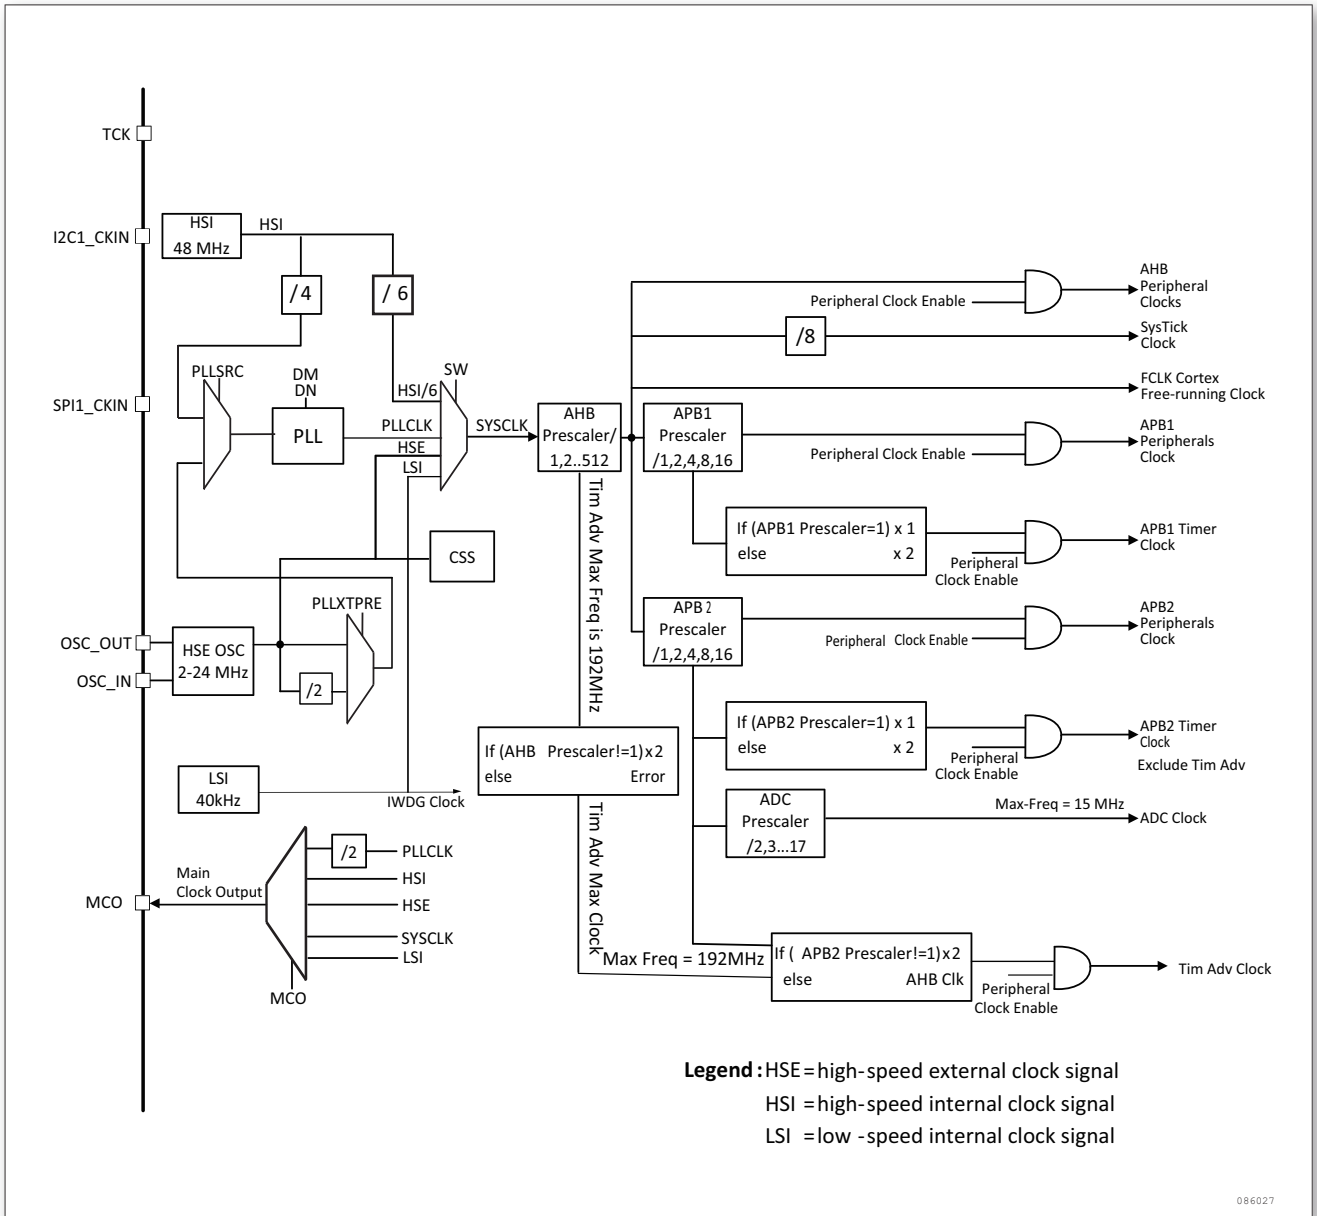 TCK
I2C1_CKIN
HSI
48 MHz
HSI
/4
/ 6
PLLSRC
DM
DN
SPI1_CKIN
PLL
SW
HSI/6
PLLCLK
HSE
LSI
SYSCLK
AHB
Prescaler/
1,2..512
APB1
Prescaler
/1,2,4,8,16
Peripheral Clock Enable
AHB
Peripheral
Clocks
/8
SysTick
Clock
FCLK Cortex
Free-running Clock
Peripheral Clock Enable
APB1
Peripherals
Clock
If (APB1 Prescaler=1) x 1
else x 2
Peripheral
Clock Enable
APB1 Timer
Clock
CSS
Tim Adv Max Freq is 192MHz
PLLXTPRE
OSC_OUT
OSC_IN
HSE OSC
2-24 MHz
/2
APB 2
Prescaler
/1,2,4,8,16
Peripheral Clock Enable
APB2
Peripherals
Clock
If (APB2 Prescaler=1) x 1
else x 2
Peripheral
Clock Enable
APB2 Timer
Clock
Exclude Tim Adv
If (AHB Prescaler!=1)x2
else Error
LSI
40kHz
IWDG Clock
ADC
Prescaler
/2,3...17
Max-Freq = 15 MHz
ADC Clock
Tim Adv Max Clock
/2
PLLCLK
HSI
HSE
SYSCLK
LSI
Main
Clock Output
MCO
MCO
Max Freq = 192MHz
If ( APB2 Prescaler!=1)x2
else AHB Clk
Peripheral
Clock Enable
Tim Adv Clock
Legend : HSE = high-speed external clock signal
HSI = high-speed internal clock signal
LSI = low -speed internal clock signal
086027